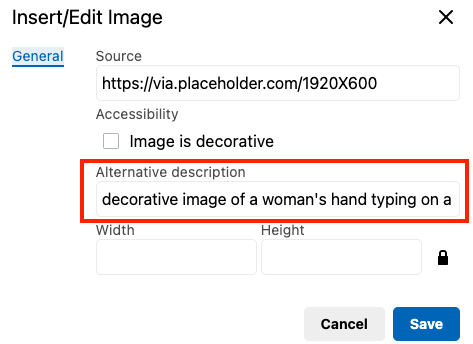 Insert/Edit Image
General
Source
https://via.placeholder.com/1920X600
Accessibility
Image is decorative
Alternative description
decorative image of a woman's hand typing on a
Width Height
Cancel Save